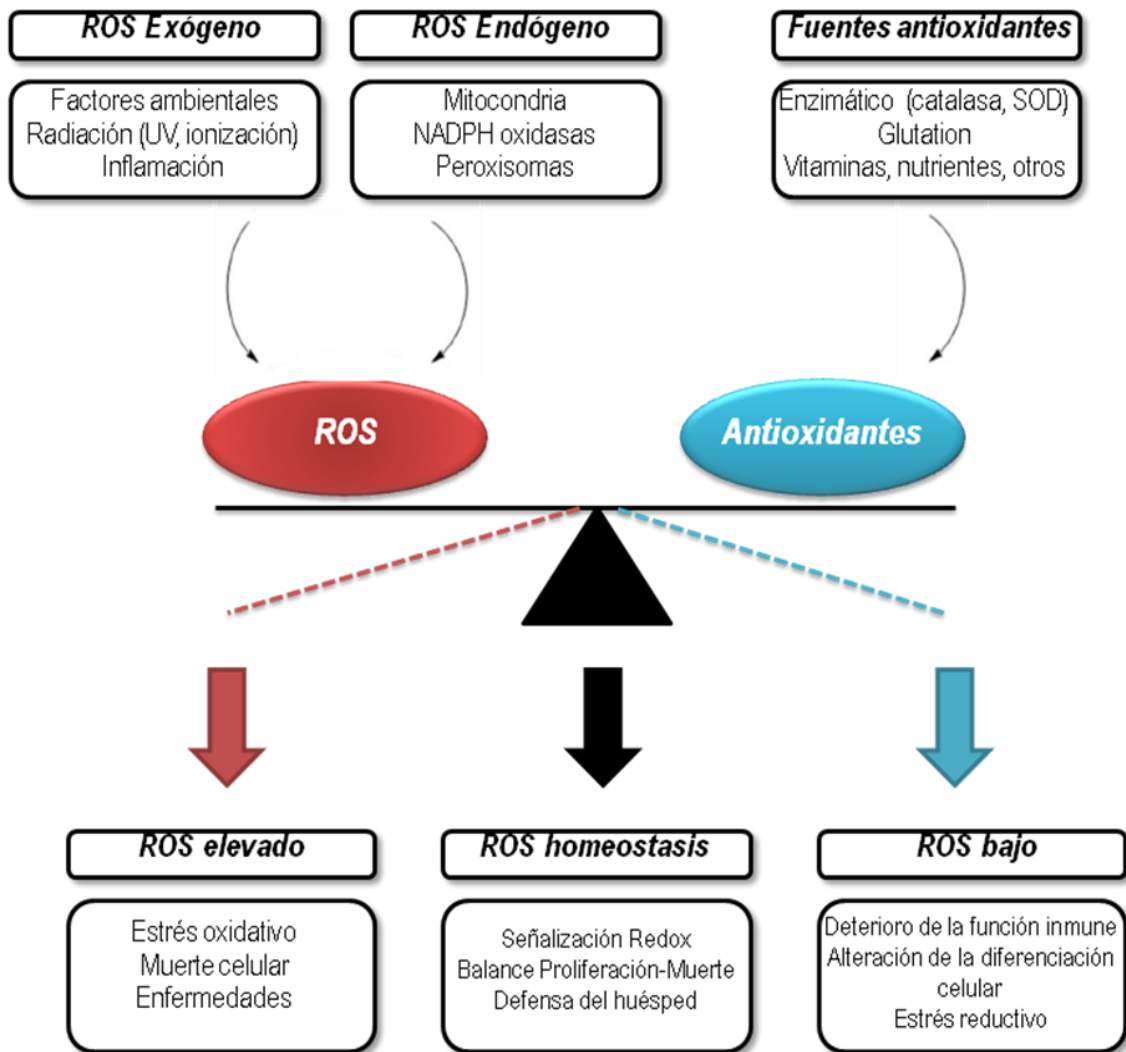 ROS Exógeno
Factores ambientales
Radiación (UV, ionización)
Inflamación
ROS Endógeno
Mitocondria
NADPH oxidasas
Peroxisomas
Fuentes antioxidantes
Enzimático (catalasa, SOD)
Glutation
Vitaminas, nutrientes, otros
ROS
Antioxidantes
ROS elevado
Estrés oxidativo
Muerte celular
Enfermedades
ROS homeostasis
Señalización Redox
Balance Proliferación-Muerte
Defensa del huésped
ROS bajo
Deterioro de la función inmune
Alteración de la diferenciación
celular
Estrés reductivo